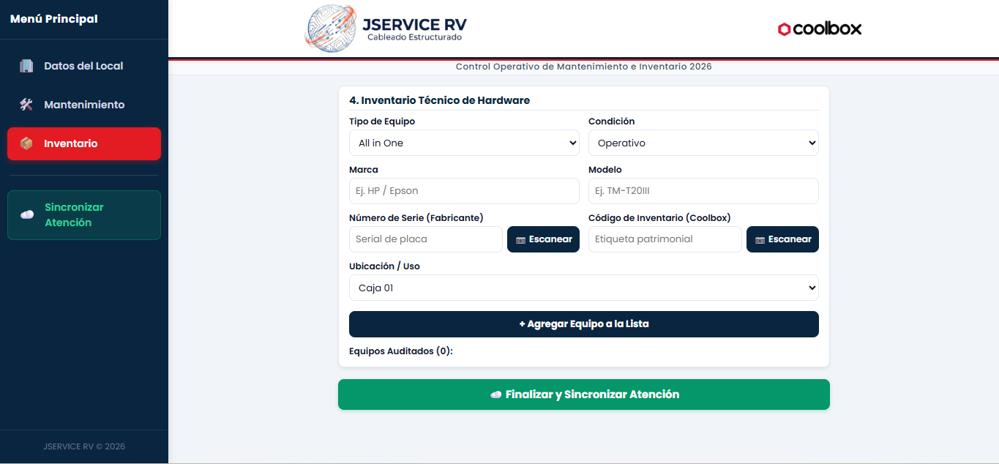 Menú Principal
Datos del Local
Mantenimiento
Inventario
Sincronizar
Atención
JSERVICE RV © 2026
JSERVICE RV
Cableado Estructurado
coolbox
Control Operativo de Mantenimiento e Inventario 2026
4. Inventario Técnico de Hardware
Tipo de Equipo
Condición
All in One
Operativo
Marca
Modelo
Ej. HP / Epson
Ej. TM-T20III
Número de Serie (Fabricante)
Código de Inventario (Coolbox)
Serial de placa
Escanear
Etiqueta patrimonial
Escanear
Ubicación / Uso
Caja 01
+ Agregar Equipo a la Lista
Equipos Auditados (0):
Finalizar y Sincronizar Atención